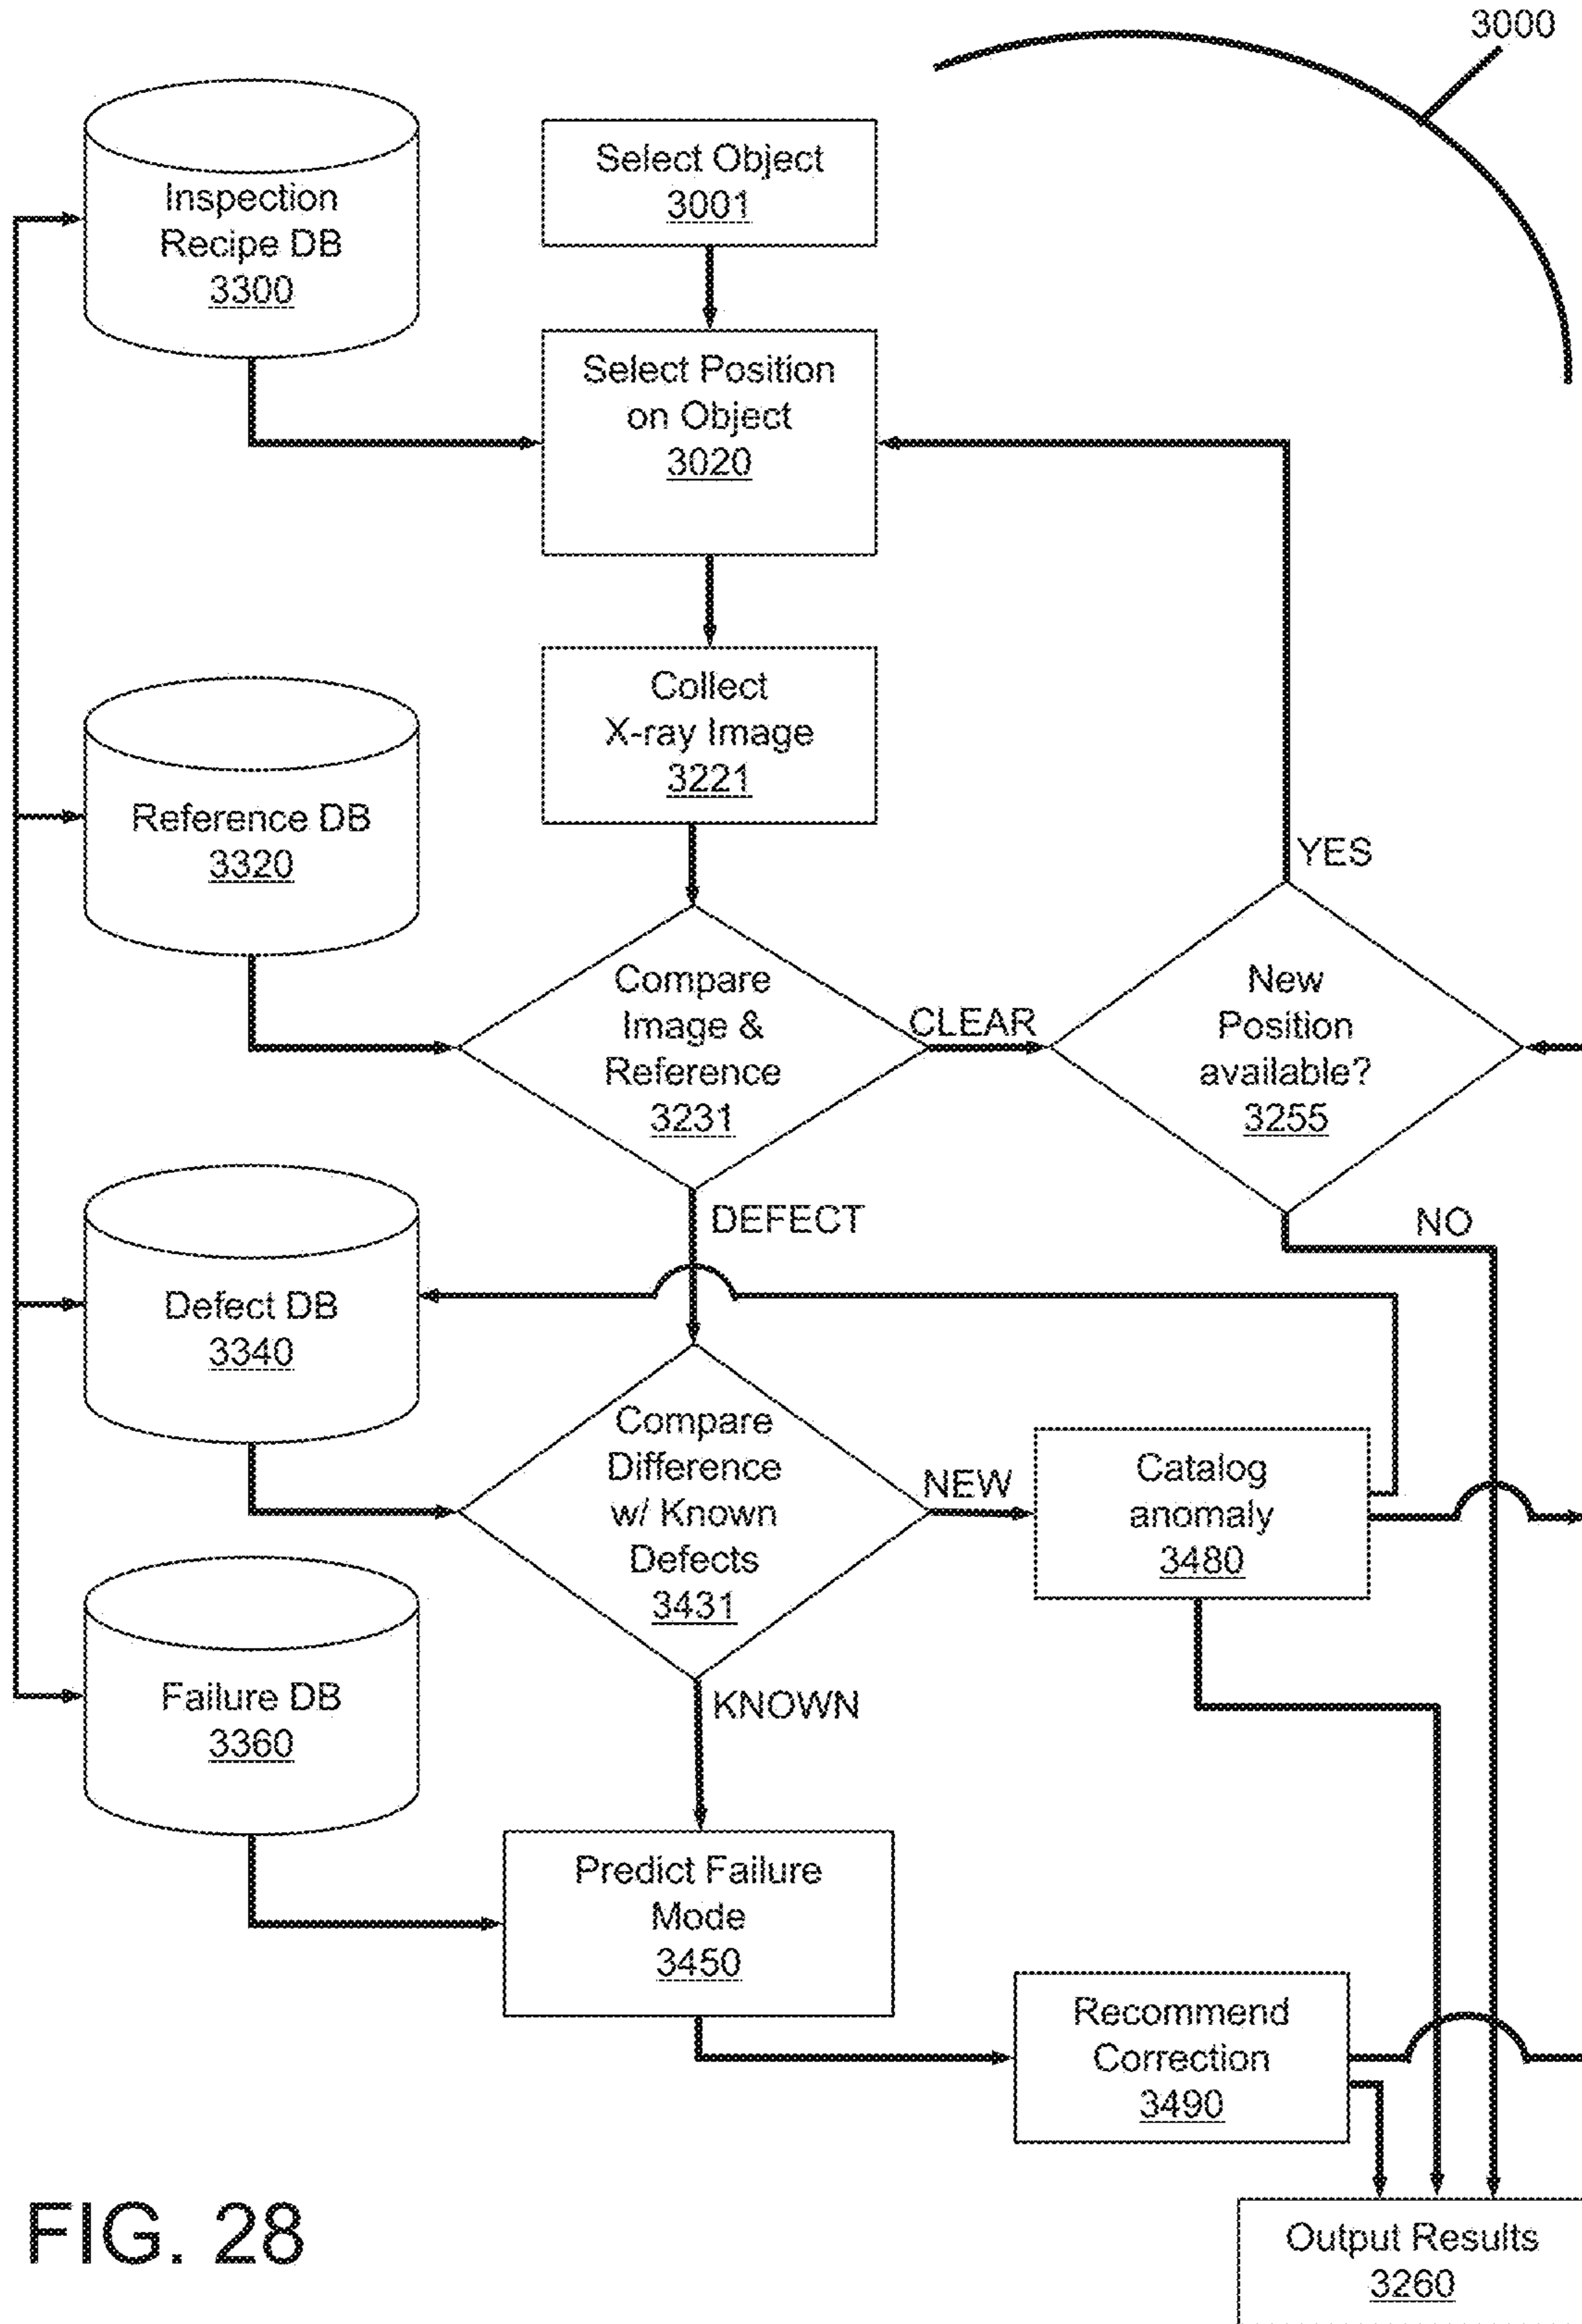 3000
Select Object
3001
Inspection
Recipe DB
3300
Select Position
on Object
3020
Collect
X-ray Image
3221
Reference DB
3320
YES
Compare
Image &
Reference
3231
CLEAR
New
Position
available?
3255
DEFECT
NO
Defect DB
3340
Compare
Difference
w/ Known
Defects
3431
NEW
Catalog
anomaly
3480
Failure DB
3360
KNOWN
Predict Failure
Mode
3450
Recommend
Correction
3490
Output Results
3260
FIG. 28